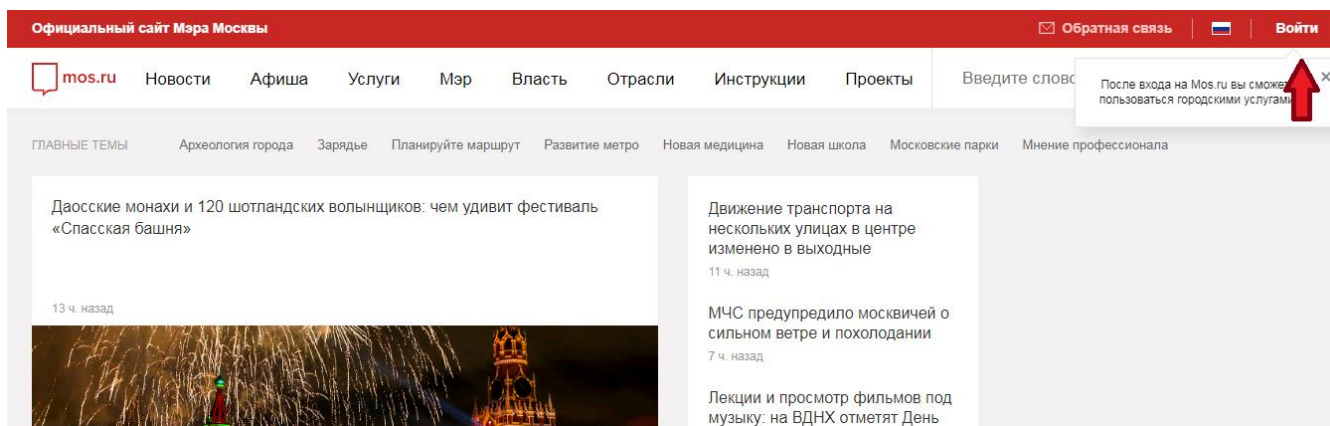 Официальный сайт Мэра Москвы
Обратная связь
Войти
mos.ru
Новости Афиша Услуги Мэр Власть Отрасли Инструкции Проекты
Введите
После входа на Mos.ru вы
пользоваться городскими услугами
ГЛАВНЫЕ ТЕМЫ Археология города Зарядье Планируйте маршрут Развитие метро Новая медицина Новая школа Московские парки Мнение профессионала
Даосские монахи и 120 шотландских волынщиков: чем удивит фестиваль
«Спасская башня»
13 ч. назад
Движение транспорта на
нескольких улицах в центре
изменено в выходные
11 ч. назад
МЧС предупредило москвичей о
сильном ветре и похолодании
7 ч. назад
Лекции и просмотр фильмов под
музыку: на ВДНХ отметят День